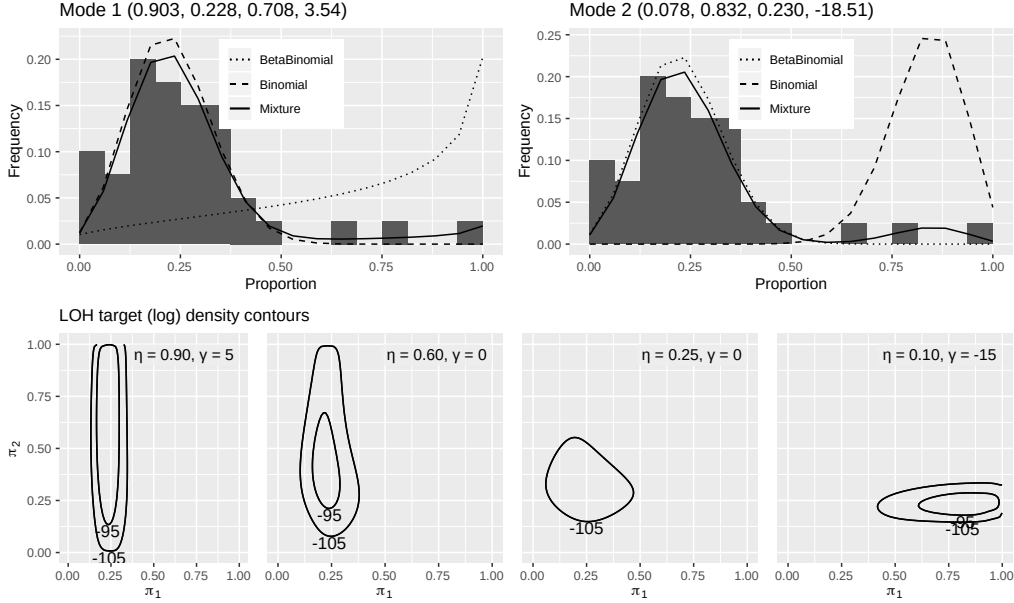 Mode 1 (0.903, 0.228, 0.708, 3.54)
Frequency
0.20
0.15
0.10
0.05
0.00
BetaBinomial
Binomial
Mixture
0.00 0.25 0.50 0.75 1.00
Proportion
Mode 2 (0.078, 0.832, 0.230, -18.51)
Frequency
0.25
0.20
0.15
0.10
0.05
0.00
BetaBinomial
Binomial
Mixture
0.00 0.25 0.50 0.75 1.00
Proportion
LOH target (log) density contours
π2
1.00
0.75
0.50
0.25
0.00
η = 0.90, γ = 5
-95
-105
0.00 0.25 0.50 0.75 1.00
π1
η = 0.60, γ = 0
-95
-105
0.00 0.25 0.50 0.75 1.00
π1
η = 0.25, γ = 0
-105
0.00 0.25 0.50 0.75 1.00
π1
η = 0.10, γ = -15
-95
-105
0.00 0.25 0.50 0.75 1.00
π1